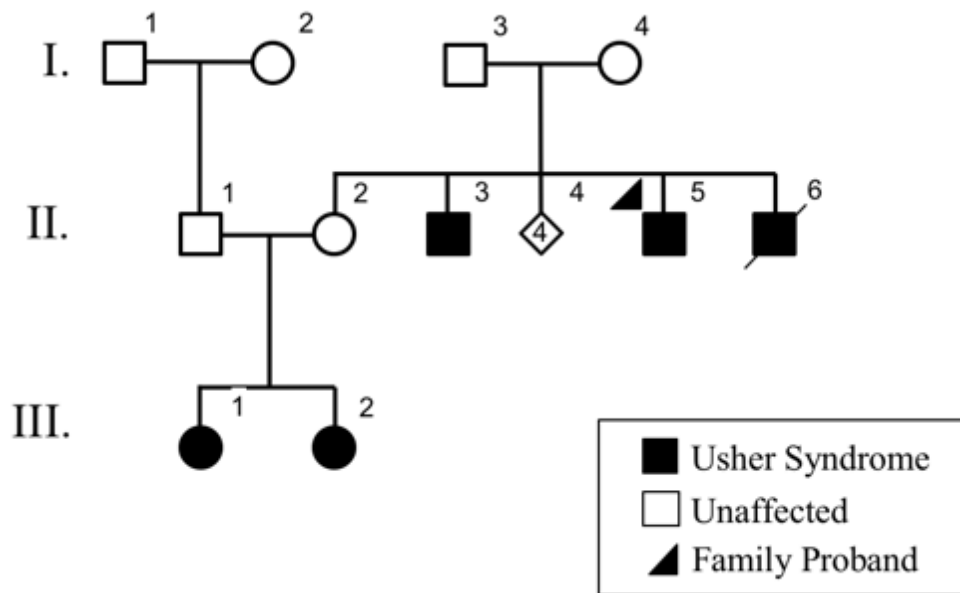 1 2 3 4
I.
1 2 3 4 5 6
II. 4
1 2
III.
Usher Syndrome
Unaffected
Family Proband